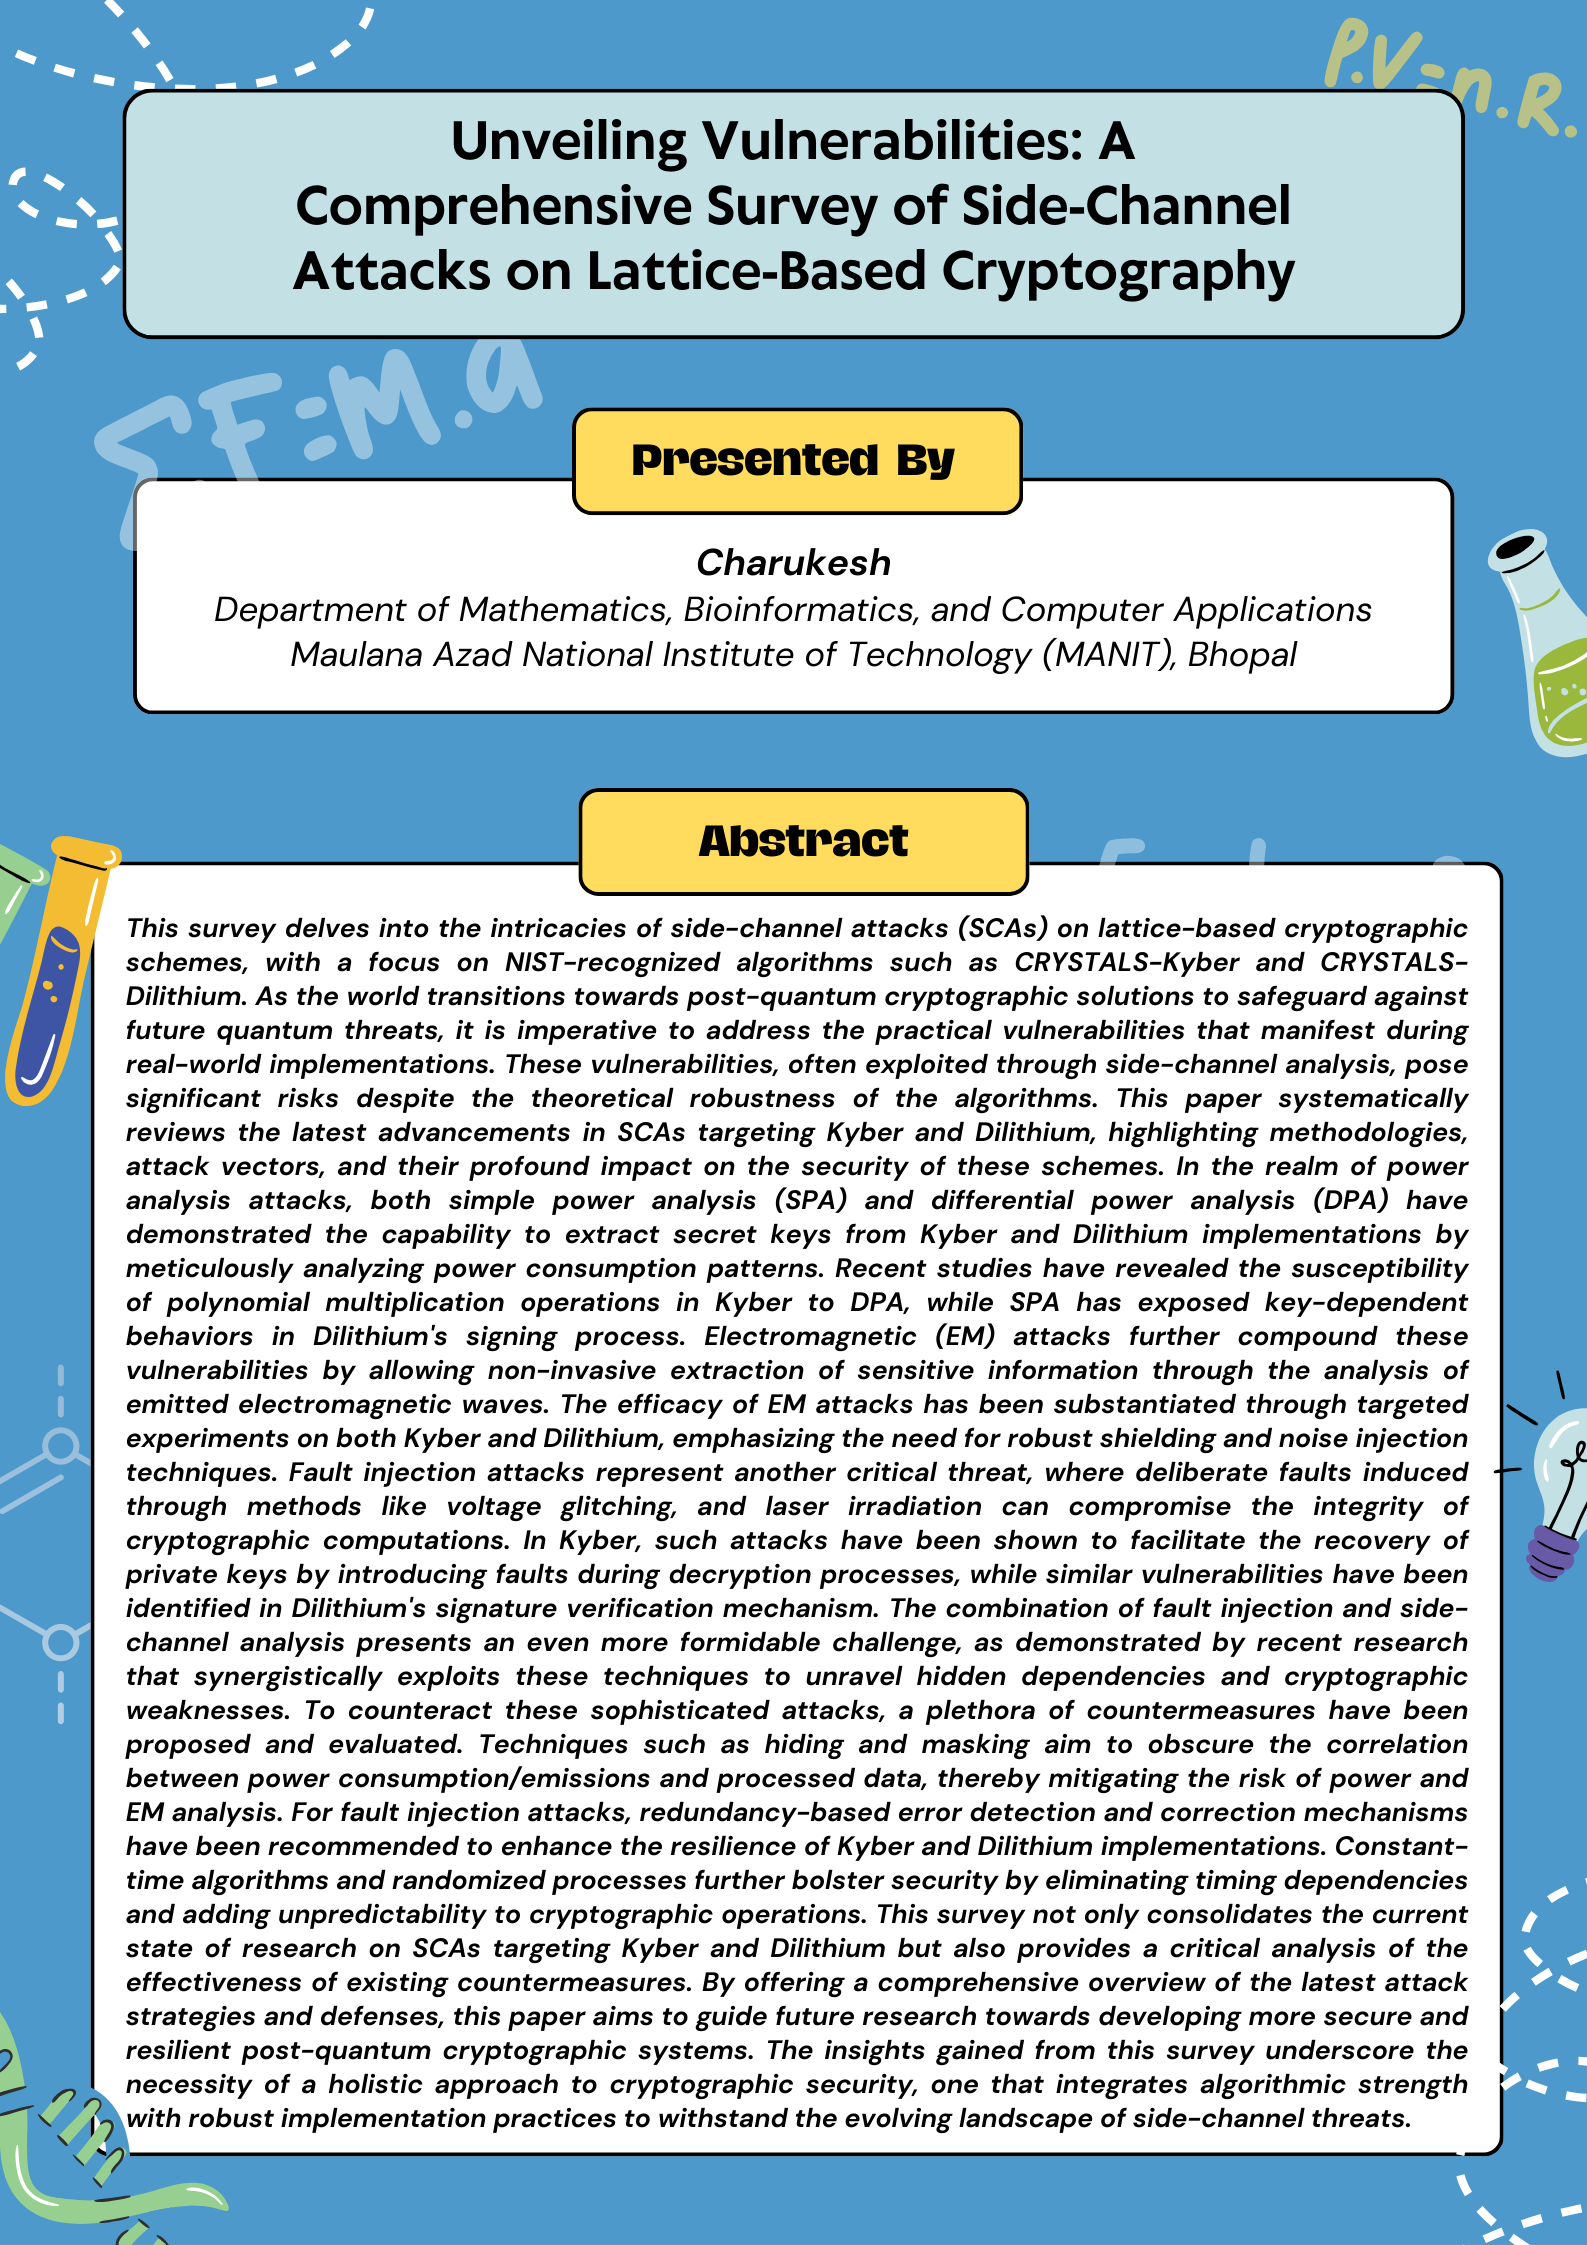 P.V=n.R.
Unveiling Vulnerabilities: A
Comprehensive Survey of Side-Channel
Attacks on Lattice-Based Cryptography
ΣF=M.a
Presented By
Charukesh
Department of Mathematics, Bioinformatics, and Computer Applications
Maulana Azad National Institute of Technology (MANIT), Bhopal
Abstract
This survey delves into the intricacies of side-channel attacks (SCAs) on lattice-based cryptographic
schemes, with a focus on NIST-recognized algorithms such as CRYSTALS-Kyber and CRYSTALS-
Dilithium. As the world transitions towards post-quantum cryptographic solutions to safeguard against
future quantum threats, it is imperative to address the practical vulnerabilities that manifest during
real-world implementations. These vulnerabilities, often exploited through side-channel analysis, pose
significant risks despite the theoretical robustness of the algorithms. This paper systematically
reviews the latest advancements in SCAs targeting Kyber and Dilithium, highlighting methodologies,
attack vectors, and their profound impact on the security of these schemes. In the realm of power
analysis attacks, both simple power analysis (SPA) and differential power analysis (DPA) have
demonstrated the capability to extract secret keys from Kyber and Dilithium implementations by
meticulously analyzing power consumption patterns. Recent studies have revealed the susceptibility
of polynomial multiplication operations in Kyber to DPA, while SPA has exposed key-dependent
behaviors in Dilithium's signing process. Electromagnetic (EM) attacks further compound these
vulnerabilities by allowing non-invasive extraction of sensitive information through the analysis of
emitted electromagnetic waves. The efficacy of EM attacks has been substantiated through targeted
experiments on both Kyber and Dilithium, emphasizing the need for robust shielding and noise injection
techniques. Fault injection attacks represent another critical threat, where deliberate faults induced
through methods like voltage glitching, and laser irradiation can compromise the integrity of
cryptographic computations. In Kyber, such attacks have been shown to facilitate the recovery of
private keys by introducing faults during decryption processes, while similar vulnerabilities have been
identified in Dilithium's signature verification mechanism. The combination of fault injection and side-
channel analysis presents an even more formidable challenge, as demonstrated by recent research
that synergistically exploits these techniques to unravel hidden dependencies and cryptographic
weaknesses. To counteract these sophisticated attacks, a plethora of countermeasures have been
proposed and evaluated. Techniques such as hiding and masking aim to obscure the correlation
between power consumption/emissions and processed data, thereby mitigating the risk of power and
EM analysis. For fault injection attacks, redundancy-based error detection and correction mechanisms
have been recommended to enhance the resilience of Kyber and Dilithium implementations. Constant-
time algorithms and randomized processes further bolster security by eliminating timing dependencies
and adding unpredictability to cryptographic operations. This survey not only consolidates the current
state of research on SCAs targeting Kyber and Dilithium but also provides a critical analysis of the
effectiveness of existing countermeasures. By offering a comprehensive overview of the latest attack
strategies and defenses, this paper aims to guide future research towards developing more secure and
resilient post-quantum cryptographic systems. The insights gained from this survey underscore the
necessity of a holistic approach to cryptographic security, one that integrates algorithmic strength
with robust implementation practices to withstand the evolving landscape of side-channel threats.